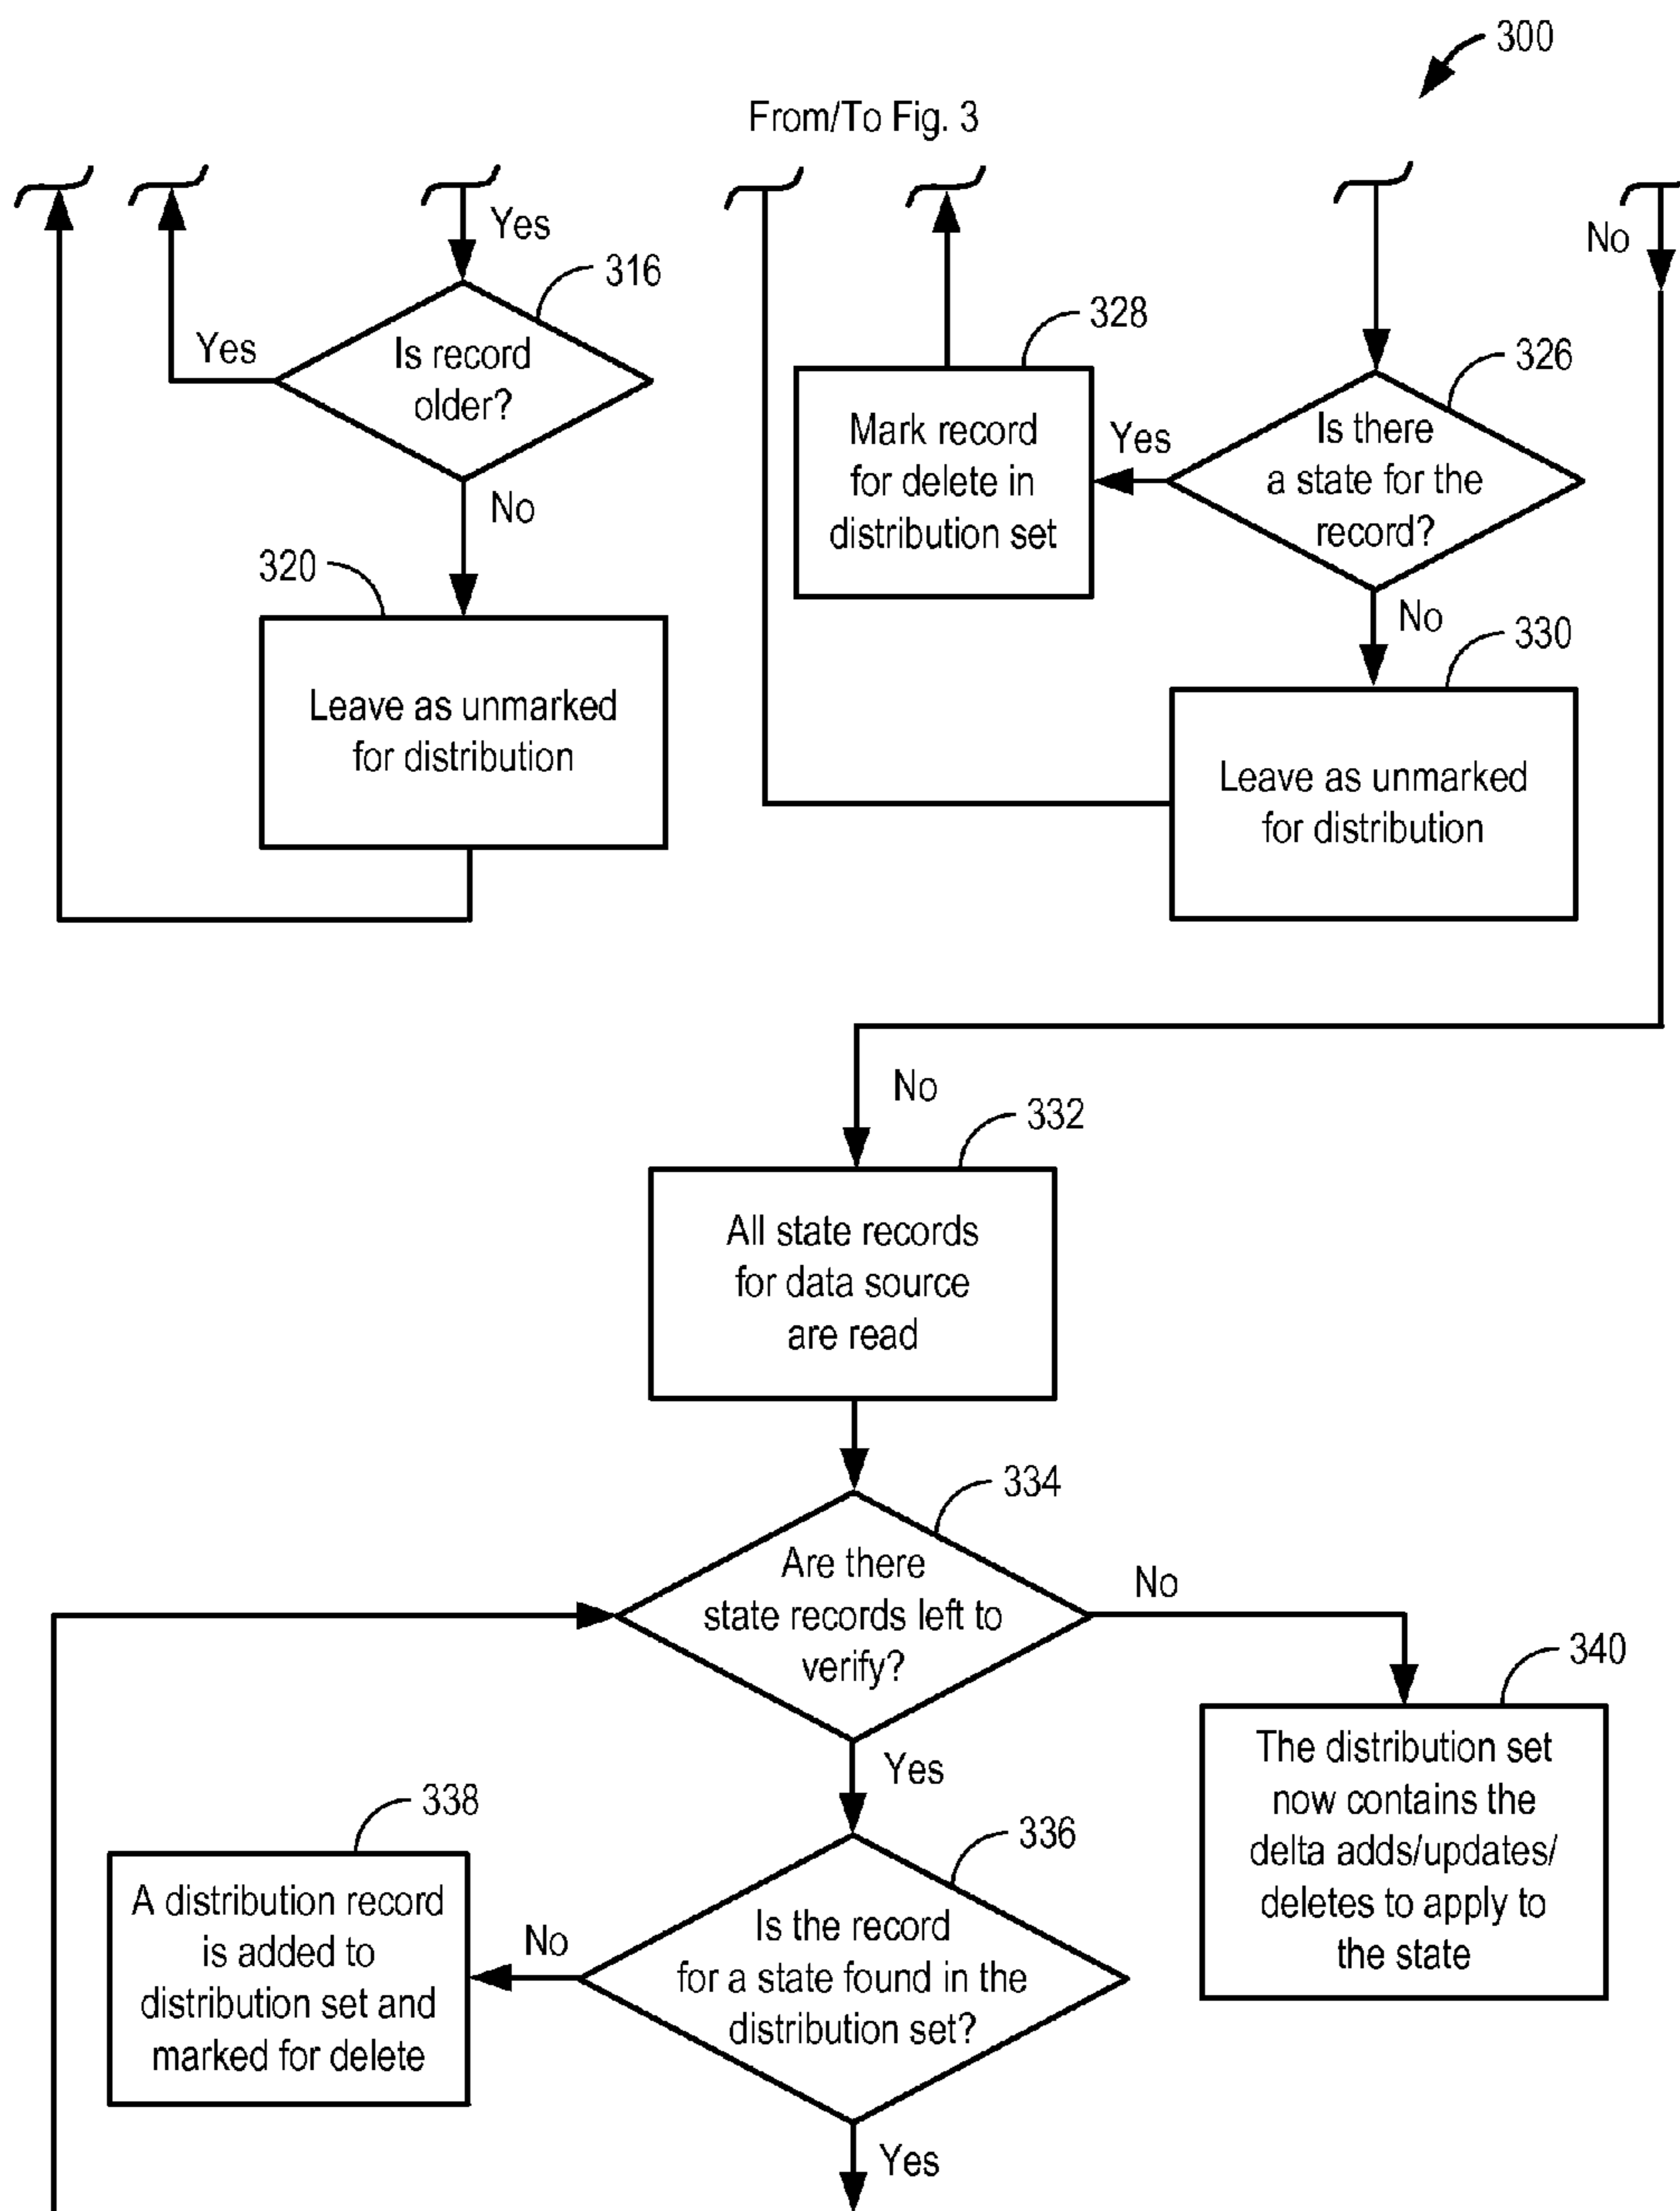 300
From/To Fig. 3
Yes
No
316
Yes
Is record
older?
No
328
326
Mark record
for delete in
distribution set
Yes
Is there
a state for the
record?
No
320
Leave as unmarked
for distribution
330
Leave as unmarked
for distribution
No
332
All state records
for data source
are read
334
Are there
state records left to
verify?
No
340
The distribution set
now contains the
delta adds/updates/
deletes to apply to
the state
Yes
338
A distribution record
is added to
distribution set and
marked for delete
No
336
Is the record
for a state found in the
distribution set?
Yes